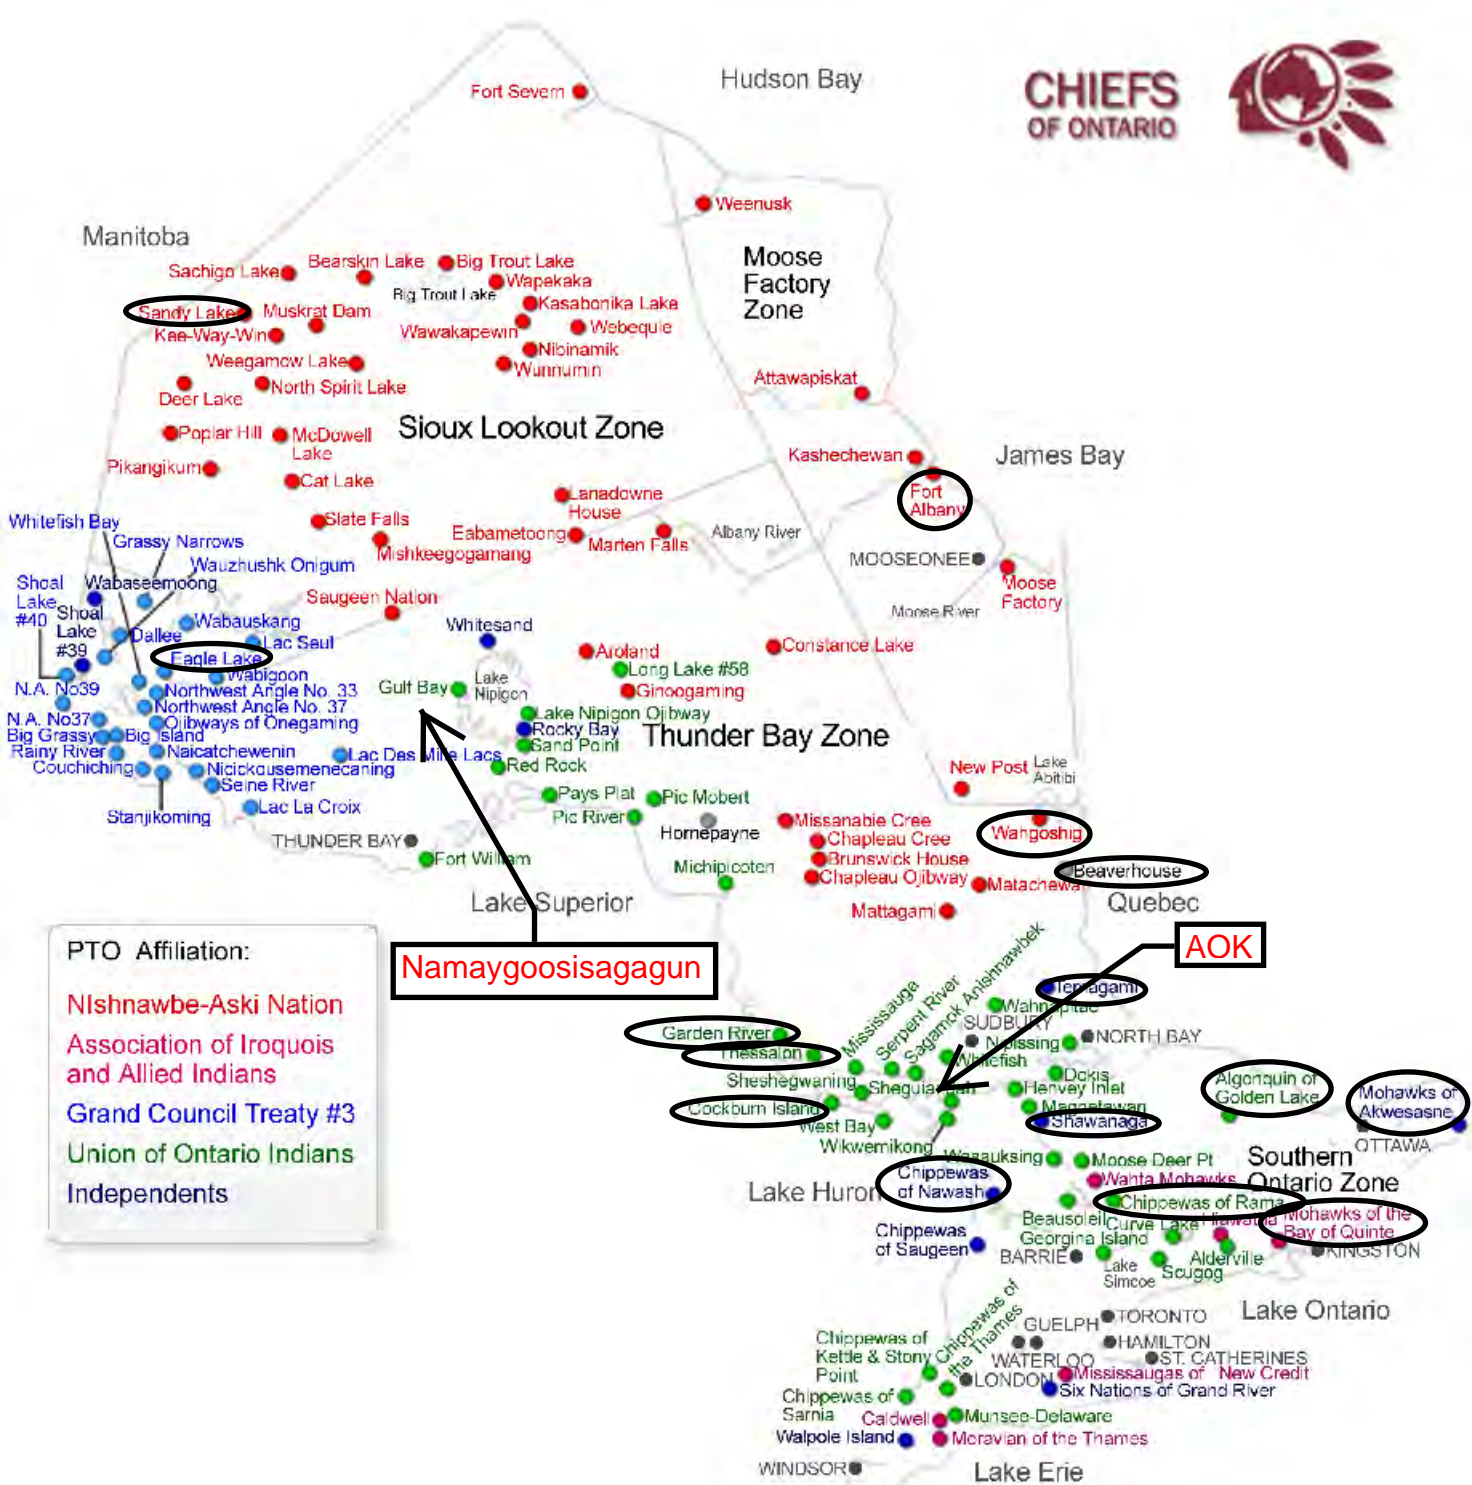 Hudson Bay
CHIEFS
OF ONTARIO
Fort Severn
Weenusk
Manitoba
Moose
Factory
Zone
Sachigo Lake
Bearskin Lake
Big Trout Lake
Wapekaka
Big Trout Lake
Kasabonika Lake
Sandy Lake
Muskrat Dam
Wawakapewin
Webequie
Kee-Way-Win
Nibinamik
Weegamow Lake
Wunnumin
Attawapiskat
North Spirit Lake
Deer Lake
Sioux Lookout Zone
Poplar Hill
McDowell
Lake
Kashechewan
James Bay
Pikangikum
Cat Lake
Lanadowne
House
Fort
Albany
Whitefish Bay
Slate Falls
Eabametoong
Marten Falls
Albany River
Grassy Narrows
Mishkeegogamang
MOOSEONEE
Wauzhushk Onigum
Shoal
Lake
#40
Wabaseemoong
Moose
Factory
Saugeen Nation
Moose River
Shoal
Lake
#39
Wabauskang
Whitesand
Dallee
Lac Seul
Aroland
Constance Lake
Eagle Lake
Long Lake #58
Wabigoon
Lake
Nipigon
N.A. No39
Northwest Angle No. 33
Gulf Bay
Ginoogaming
Northwest Angle No. 37
Lake Nipigon Ojibway
N.A. No37
Ojibways of Onegaming
Rocky Bay
Thunder Bay Zone
Big Grassy
Big Island
Sand Point
Rainy River
Naicatchewenin
Lac Des Mille Lacs
Red Rock
Couchiching
Nicickousemenecaning
New Post
Lake
Abitibi
Seine River
Pays Plat
Pic Mobert
Stanjikoming
Lac La Croix
Pic River
Missanabie Cree
Hornepayne
Wahgoshig
THUNDER BAY
Chapleau Cree
Fort William
Brunswick House
Michipicoten
Chapleau Ojibway
Matachewan
Beaverhouse
Lake Superior
Mattagami
Quebec
PTO Affiliation:
NIshnawbe-Aski Nation
Association of Iroquois
and Allied Indians
Grand Council Treaty #3
Union of Ontario Indians
Independents
Namaygoosisagagun
AOK
Temagami
Wahnapitae
Mississauga
Serpent River
Sagamok Anishnawbek
SUDBURY
Garden River
Nipissing
NORTH BAY
Thessalon
Whitefish
Sheshegwaning
Sheguiandah
Dokis
Henvey Inlet
Algonquin of
Golden Lake
Mohawks of
Akwesasne
Cockburn Island
Magnetawan
West Bay
Shawanaga
Wikwemikong
OTTAWA
Wasauksing
Moose Deer Pt
Southern
Ontario Zone
Chippewas
of Nawash
Wahta Mohawks
Lake Huron
Chippewas of Rama
Beausoleil
Curve Lake
Hiawatha
Mohawks of the
Bay of Quinte
Chippewas
of Saugeen
Georgina Island
BARRIE
Lake
Simcoe
Alderville
KINGSTON
Scugog
Lake Ontario
Chippewas of
the Thames
GUELPH
TORONTO
Chippewas of
Kettle & Stony
Point
HAMILTON
WATERLOO
ST. CATHERINES
LONDON
Mississaugas of New Credit
Chippewas of
Sarnia
Six Nations of Grand River
Caldwell
Munsee-Delaware
Walpole Island
Moravian of the Thames
WINDSOR
Lake Erie